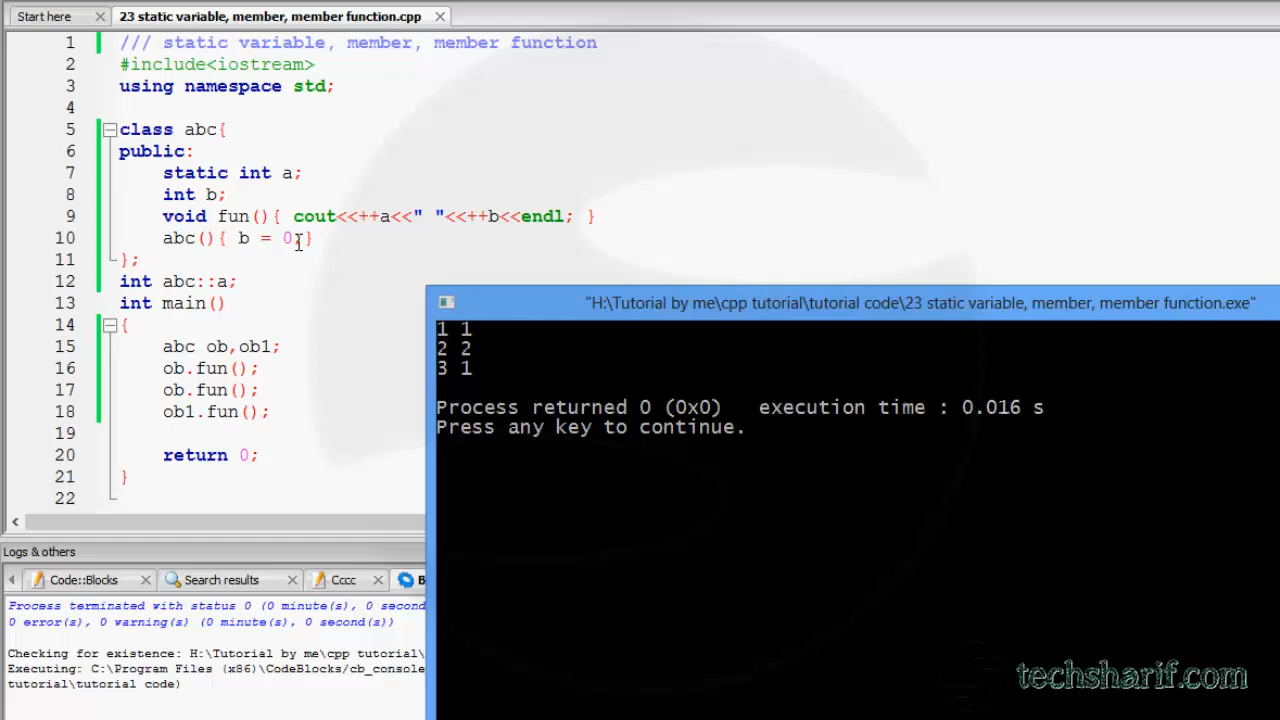 Start here
23 static variable, member, member function.cpp
1 /// static variable, member, member function
2 #include<iostream>
3 using namespace std;
4
5 class abc{
6 public:
7 static int a;
8 int b;
9 void fun(){ cout<<++a<<" "<<++b<<endl; }
10 abc(){ b = 0;}
11 };
12 int abc::a;
13 int main()
14 {
15 abc ob,ob1;
16 ob.fun();
17 ob.fun();
18 ob1.fun();
19
20 return 0;
21 }
22
"H:\Tutorial by me\cpp tutorial\tutorial code\23 static variable, member, member function.exe"
1 1
2 2
3 1
Process returned 0 (0x0) execution time : 0.016 s
Press any key to continue.
Logs & others
Code::Blocks
Search results
Cccc
B
Process terminated with status 0 (0 minute(s), 0 second
0 error(s), 0 warning(s) (0 minute(s), 0 second(s))
Checking for existence: H:\Tutorial by me\cpp tutorial\
Executing: C:\Program Files (x86)\CodeBlocks/cb_console
tutorial\tutorial code)
techsharif.com